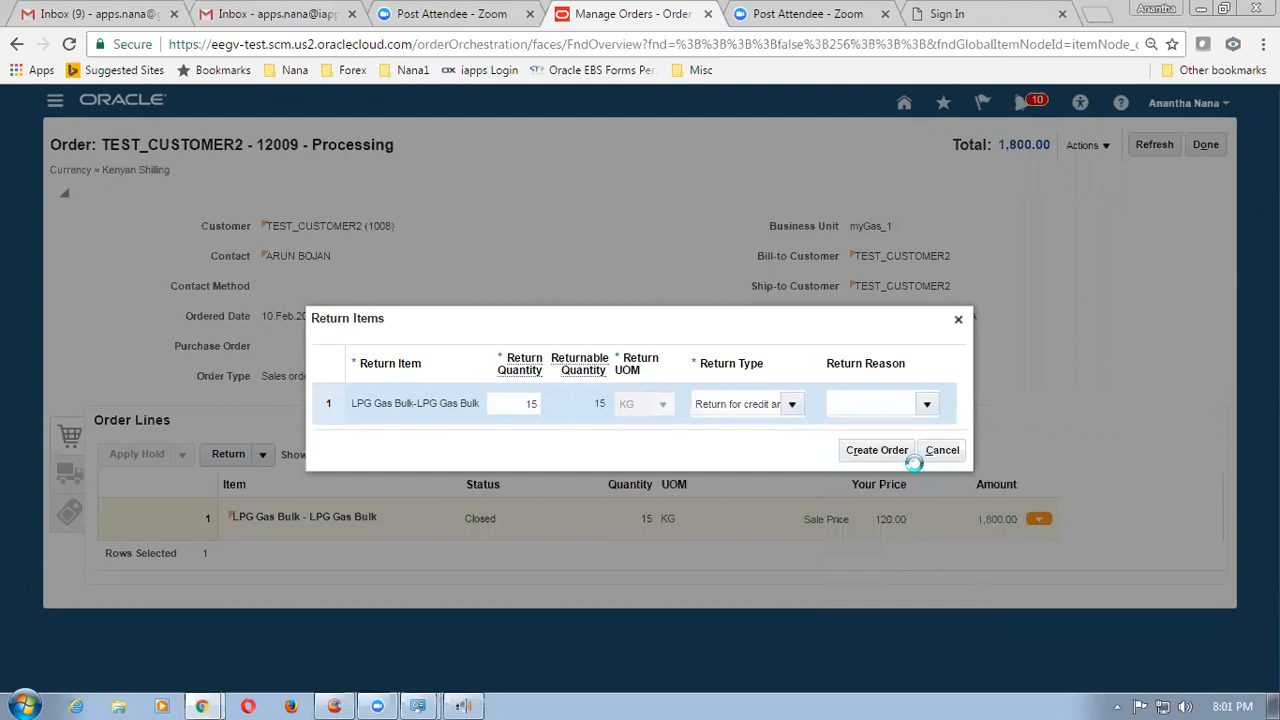 Inbox (9) - apps.nana@g
Inbox - apps.nana@iapp
Post Attendee - Zoom
Manage Orders - Order
Post Attendee - Zoom
Sign In
Anantha
Secure
https://eegv-test.scm.us2.oraclecloud.com/orderOrchestration/faces/FndOverview?fnd=%3B%3B%3B%3Bfalse%3B256%3B%3B%3B&fndGlobalItemNodeId=itemNode_c
Apps
Suggested Sites
Bookmarks
Nana
Forex
Nana1
iapps Login
Oracle EBS Forms Per
Misc
Other bookmarks
ORACLE
10
Anantha Nana
Order: TEST_CUSTOMER2 - 12009 - Processing
Total: 1,800.00
Actions
Refresh
Done
Currency = Kenyan Shilling
Customer TEST_CUSTOMER2 (1008)
Business Unit myGas_1
Contact ARUN BOJAN
Bill-to Customer TEST_CUSTOMER2
Contact Method
Ship-to Customer TEST_CUSTOMER2
Ordered Date 10.Feb.20
Purchase Order
Order Type Sales orde
Return Items
* Return Item
* Return Quantity
Returnable Quantity
* Return UOM
* Return Type
Return Reason
1 LPG Gas Bulk-LPG Gas Bulk 15 15 KG Return for credit ar
Create Order
Cancel
Order Lines
Apply Hold
Return
Show
Item Status Quantity UOM Your Price Amount
1 LPG Gas Bulk - LPG Gas Bulk Closed 15 KG Sale Price 120.00 1,800.00
Rows Selected 1
8:01 PM